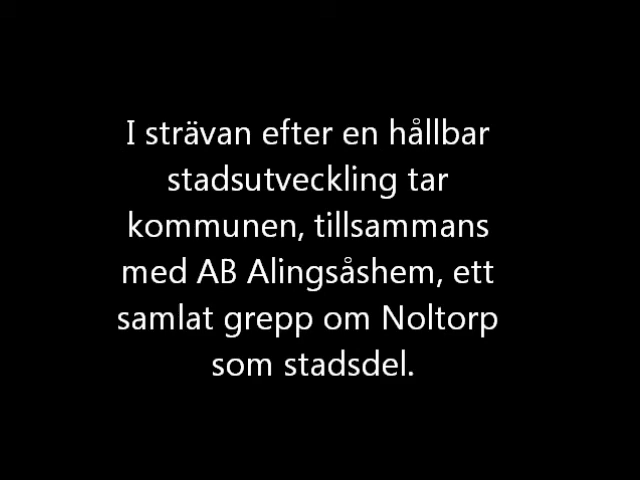 I strävan efter en hållbar
stadsutveckling tar
kommunen, tillsammans
med AB Alingsåshem, ett
samlat grepp om Noltorp
som stadsdel.